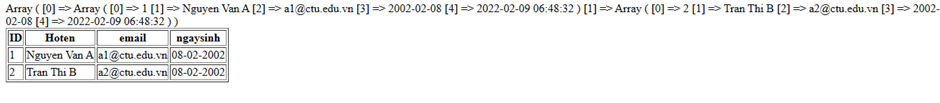 Array ( [0] => Array ( [0] => 1 [1] => Nguyen Van A [2] => a1@ctu.edu.vn [3] => 2002-02-08 [4] => 2022-02-09 06:48:32 ) [1] => Array ( [0] => 2 [1] => Tran Thi B [2] => a2@ctu.edu.vn [3] => 2002-
02-08 [4] => 2022-02-09 06:48:32 ) )
ID Hoten email ngaysinh
1 Nguyen Van A a1@ctu.edu.vn 08-02-2002
2 Tran Thi B a2@ctu.edu.vn 08-02-2002